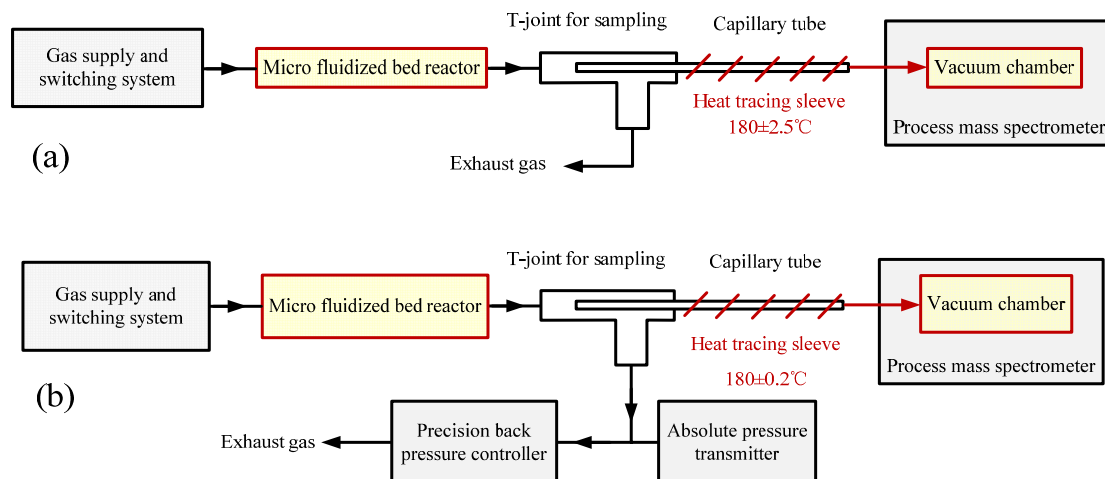 T-joint for sampling
Capillary tube
Gas supply and
switching system
Micro fluidized bed reactor
Vacuum chamber
Heat tracing sleeve
180±2.5℃
Process mass spectrometer
(a)
Exhaust gas
T-joint for sampling
Capillary tube
Gas supply and
switching system
Micro fluidized bed reactor
Vacuum chamber
Heat tracing sleeve
180±0.2℃
Process mass spectrometer
(b)
Exhaust gas
Precision back
pressure controller
Absolute pressure
transmitter